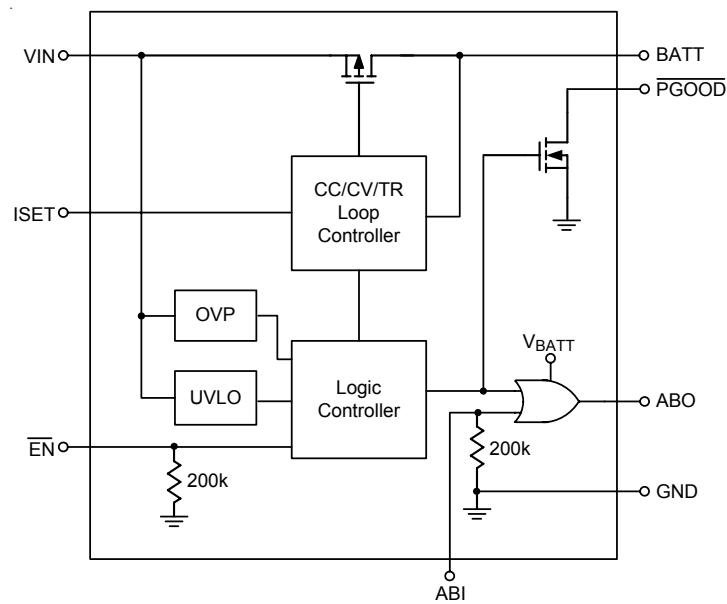 VIN
BATT
PGOOD
CC/CV/TR
Loop
Controller
ISET
OVP
VBATT
UVLO
Logic
Controller
ABO
EN
200k
200k
GND
ABI